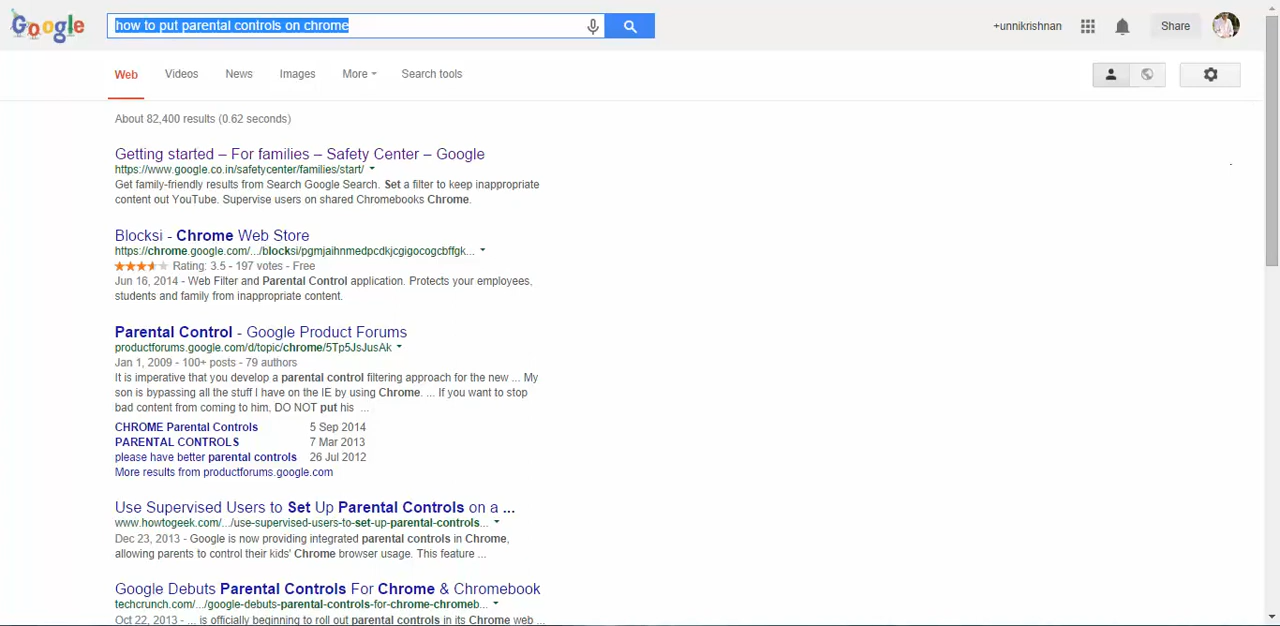 Google
how to put parental controls on chrome
+unnikrishnan
Share
Web Videos News Images More Search tools
About 82,400 results (0.62 seconds)
Getting started – For families – Safety Center – Google
https://www.google.co.in/safetycenter/families/start/
Get family-friendly results from Search Google Search. Set a filter to keep inappropriate
content out YouTube. Supervise users on shared Chromebooks Chrome.
Blocksi - Chrome Web Store
https://chrome.google.com/.../blocksi/pgmjaihnmedpcdkjcgigocogcbffgk...
Rating: 3.5 - 197 votes - Free
Jun 16, 2014 - Web Filter and Parental Control application. Protects your employees,
students and family from inappropriate content.
Parental Control - Google Product Forums
productforums.google.com/d/topic/chrome/5Tp5JsJusAk
Jan 1, 2009 - 100+ posts - 79 authors
It is imperative that you develop a parental control filtering approach for the new ... My
son is bypassing all the stuff I have on the IE by using Chrome. ... If you want to stop
bad content from coming to him, DO NOT put his ...
CHROME Parental Controls 5 Sep 2014
PARENTAL CONTROLS 7 Mar 2013
please have better parental controls 26 Jul 2012
More results from productforums.google.com
Use Supervised Users to Set Up Parental Controls on a ...
www.howtogeek.com/.../use-supervised-users-to-set-up-parental-controls...
Dec 23, 2013 - Google is now providing integrated parental controls in Chrome,
allowing parents to control their kids' Chrome browser usage. This feature ...
Google Debuts Parental Controls For Chrome & Chromebook
techcrunch.com/.../google-debuts-parental-controls-for-chrome-chromeb...
Oct 22, 2013 - ... is officially beginning to roll out parental controls in its Chrome web ...